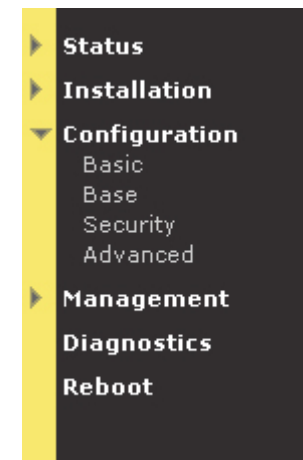 Status
Installation
Configuration
Basic
Base
Security
Advanced
Management
Diagnostics
Reboot